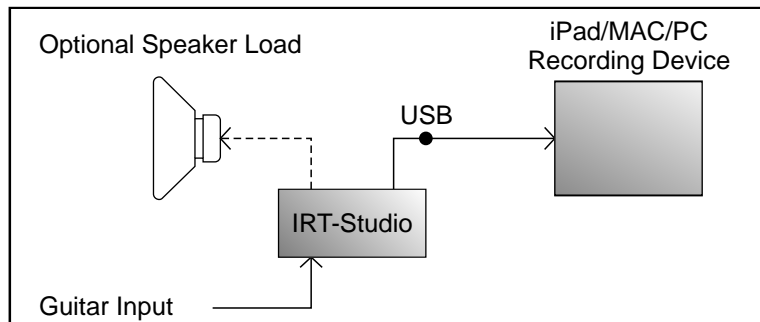 Optional Speaker Load
iPad/MAC/PC
Recording Device
USB
IRT-Studio
Guitar Input